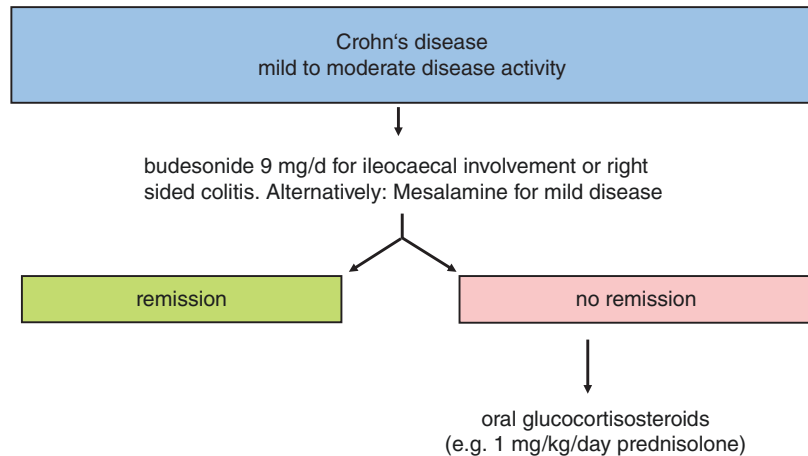 Crohn‘s disease
mild to moderate disease activity
budesonide 9 mg/d for ileocaecal involvement or right
sided colitis. Alternatively: Mesalamine for mild disease
remission
no remission
oral glucocortisosteroids
(e.g. 1 mg/kg/day prednisolone)